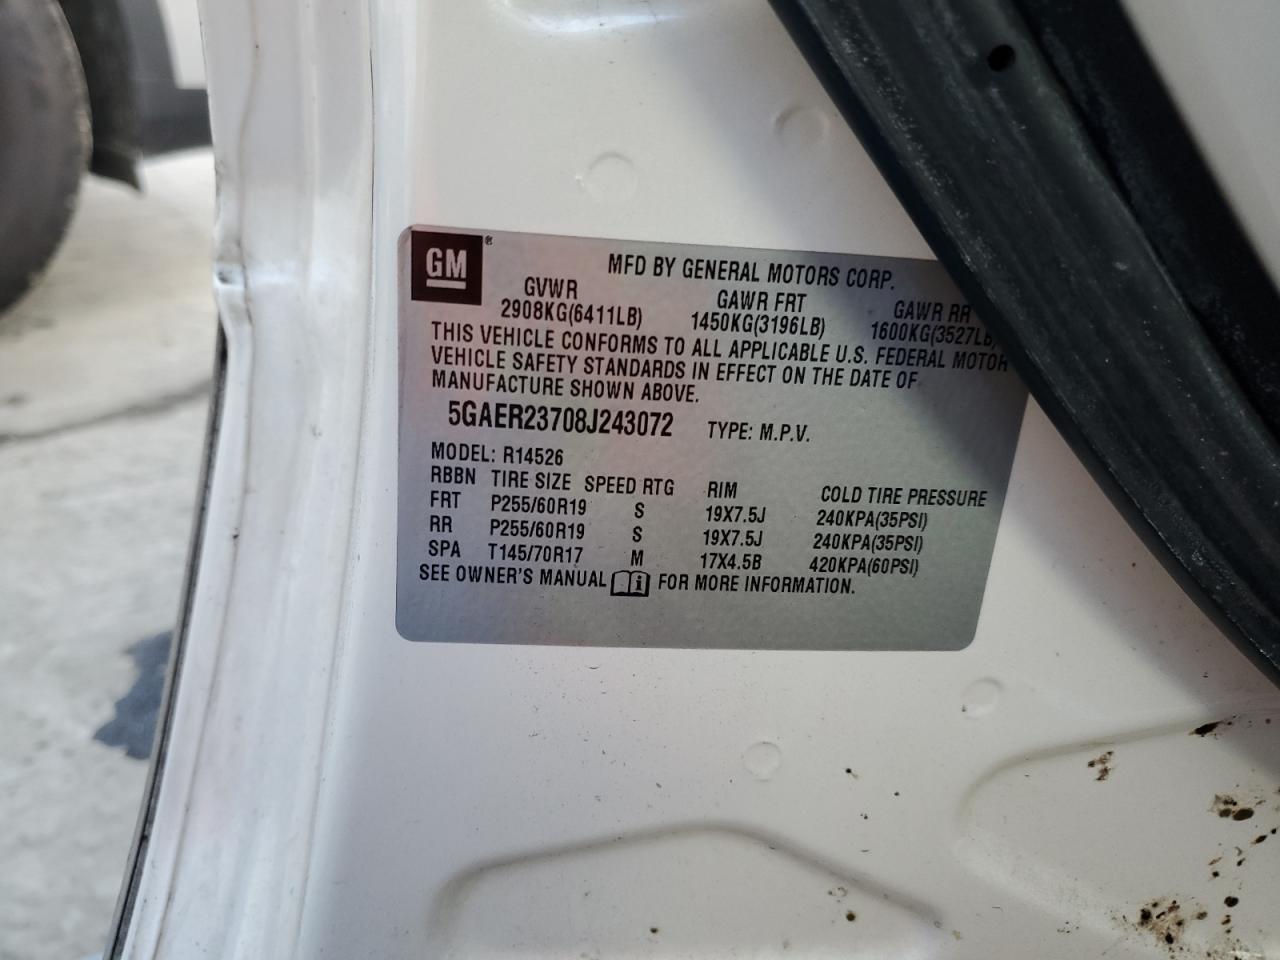 GM®
MFD BY GENERAL MOTORS CORP.
GVWR GAWR FRT GAWR RR
2908KG(6411LB) 1450KG(3196LB) 1600KG(3527LB)
THIS VEHICLE CONFORMS TO ALL APPLICABLE U.S. FEDERAL MOTOR
VEHICLE SAFETY STANDARDS IN EFFECT ON THE DATE OF
MANUFACTURE SHOWN ABOVE.
5GAER23708J243072 TYPE: M.P.V.
MODEL: R14526
RBBN TIRE SIZE SPEED RTG RIM COLD TIRE PRESSURE
FRT P255/60R19 S 19X7.5J 240KPA(35PSI)
RR P255/60R19 S 19X7.5J 240KPA(35PSI)
SPA T145/70R17 M 17X4.5B 420KPA(60PSI)
SEE OWNER'S MANUAL i FOR MORE INFORMATION.